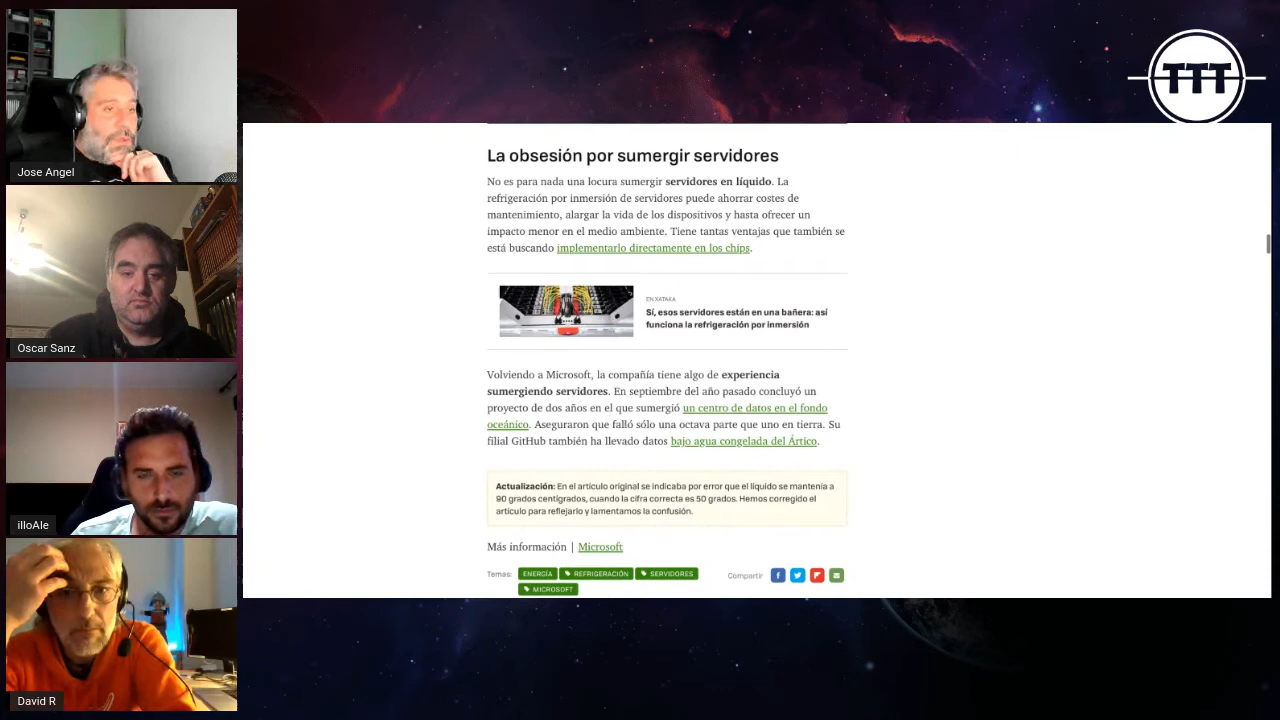 TTT
Jose Angel
Oscar Sanz
illoAle
David R
La obsesión por sumergir servidores
No es para nada una locura sumergir servidores en líquido. La
refrigeración por inmersión de servidores puede ahorrar costes de
mantenimiento, alargar la vida de los dispositivos y hasta ofrecer un
impacto menor en el medio ambiente. Tiene tantas ventajas que también se
está buscando implementarlo directamente en los chips.
EN XATAKA
Sí, esos servidores están en una bañera: así
funciona la refrigeración por inmersión
Volviendo a Microsoft, la compañía tiene algo de experiencia
sumergiendo servidores. En septiembre del año pasado concluyó un
proyecto de dos años en el que sumergió un centro de datos en el fondo
oceánico. Aseguraron que falló sólo una octava parte que uno en tierra. Su
filial GitHub también ha llevado datos bajo agua congelada del Ártico.
Actualización: En el artículo original se indicaba por error que el líquido se mantenía a
90 grados centígrados, cuando la cifra correcta es 50 grados. Hemos corregido el
artículo para reflejarlo y lamentamos la confusión.
Más información | Microsoft
Temas: ENERGÍA REFRIGERACIÓN SERVIDORES
MICROSOFT
Compartir